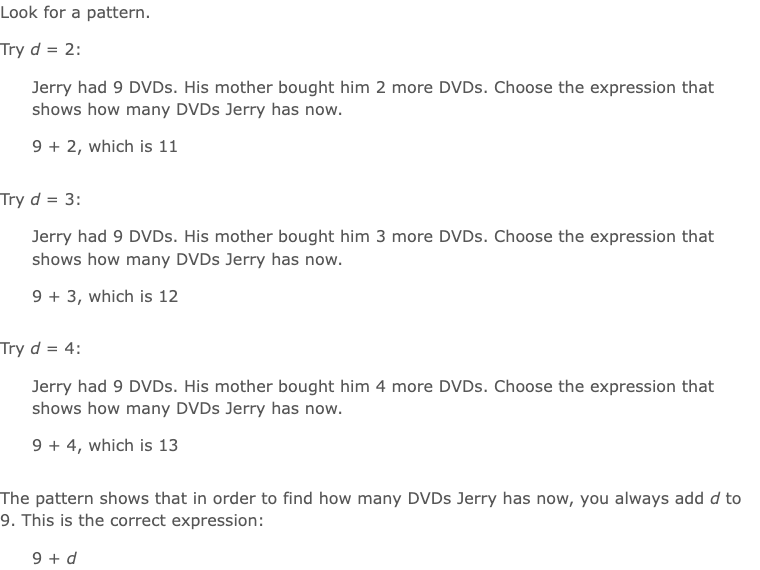 Look for a pattern.
Try d = 2:
Jerry had 9 DVDs. His mother bought him 2 more DVDs. Choose the expression that
shows how many DVDs Jerry has now.
9 + 2, which is 11
Try d = 3:
Jerry had 9 DVDs. His mother bought him 3 more DVDs. Choose the expression that
shows how many DVDs Jerry has now.
9 + 3, which is 12
Try d = 4:
Jerry had 9 DVDs. His mother bought him 4 more DVDs. Choose the expression that
shows how many DVDs Jerry has now.
9 + 4, which is 13
The pattern shows that in order to find how many DVDs Jerry has now, you always add d to
9. This is the correct expression:
9 + d